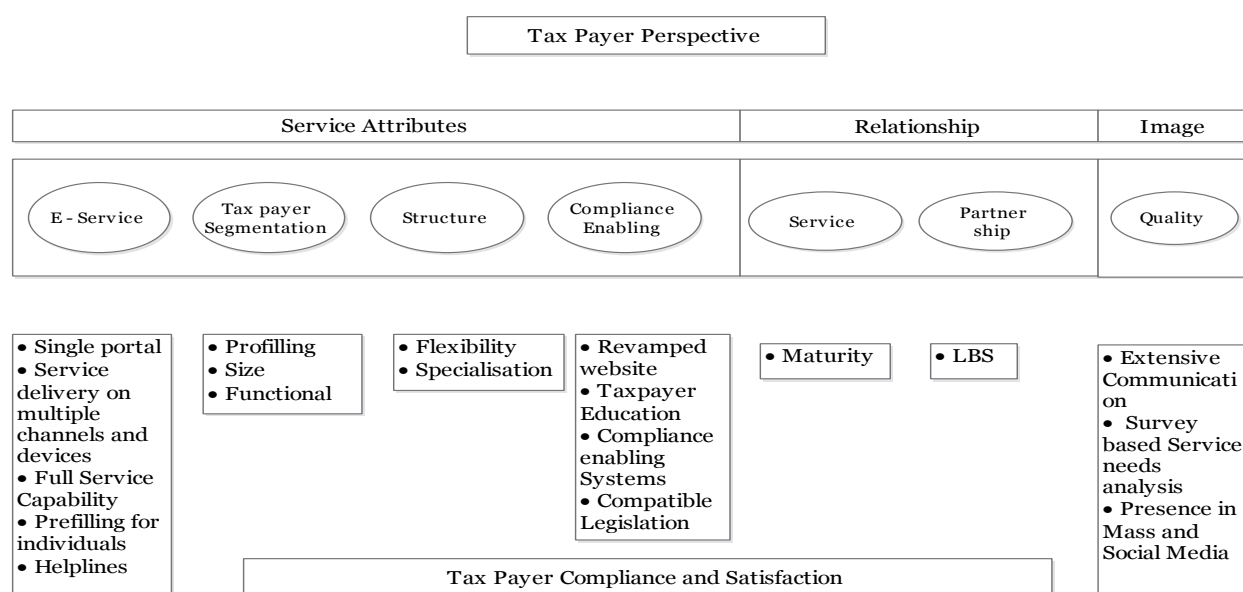 Tax Payer Perspective
Service Attributes
Relationship
Image
E - Service
Tax payer
Segmentation
Structure
Compliance
Enabling
Service
Partner
ship
Quality
• Single portal
• Service
delivery on
multiple
channels and
devices
• Full Service
Capability
• Prefilling for
individuals
• Helplines
• Profilling
• Size
• Functional
• Flexibility
• Specialisation
• Revamped
website
• Taxpayer
Education
• Compliance
enabling
Systems
• Compatible
Legislation
• Maturity
• LBS
• Extensive
Communicati
on
• Survey
based Service
needs
analysis
• Presence in
Mass and
Social Media
Tax Payer Compliance and Satisfaction